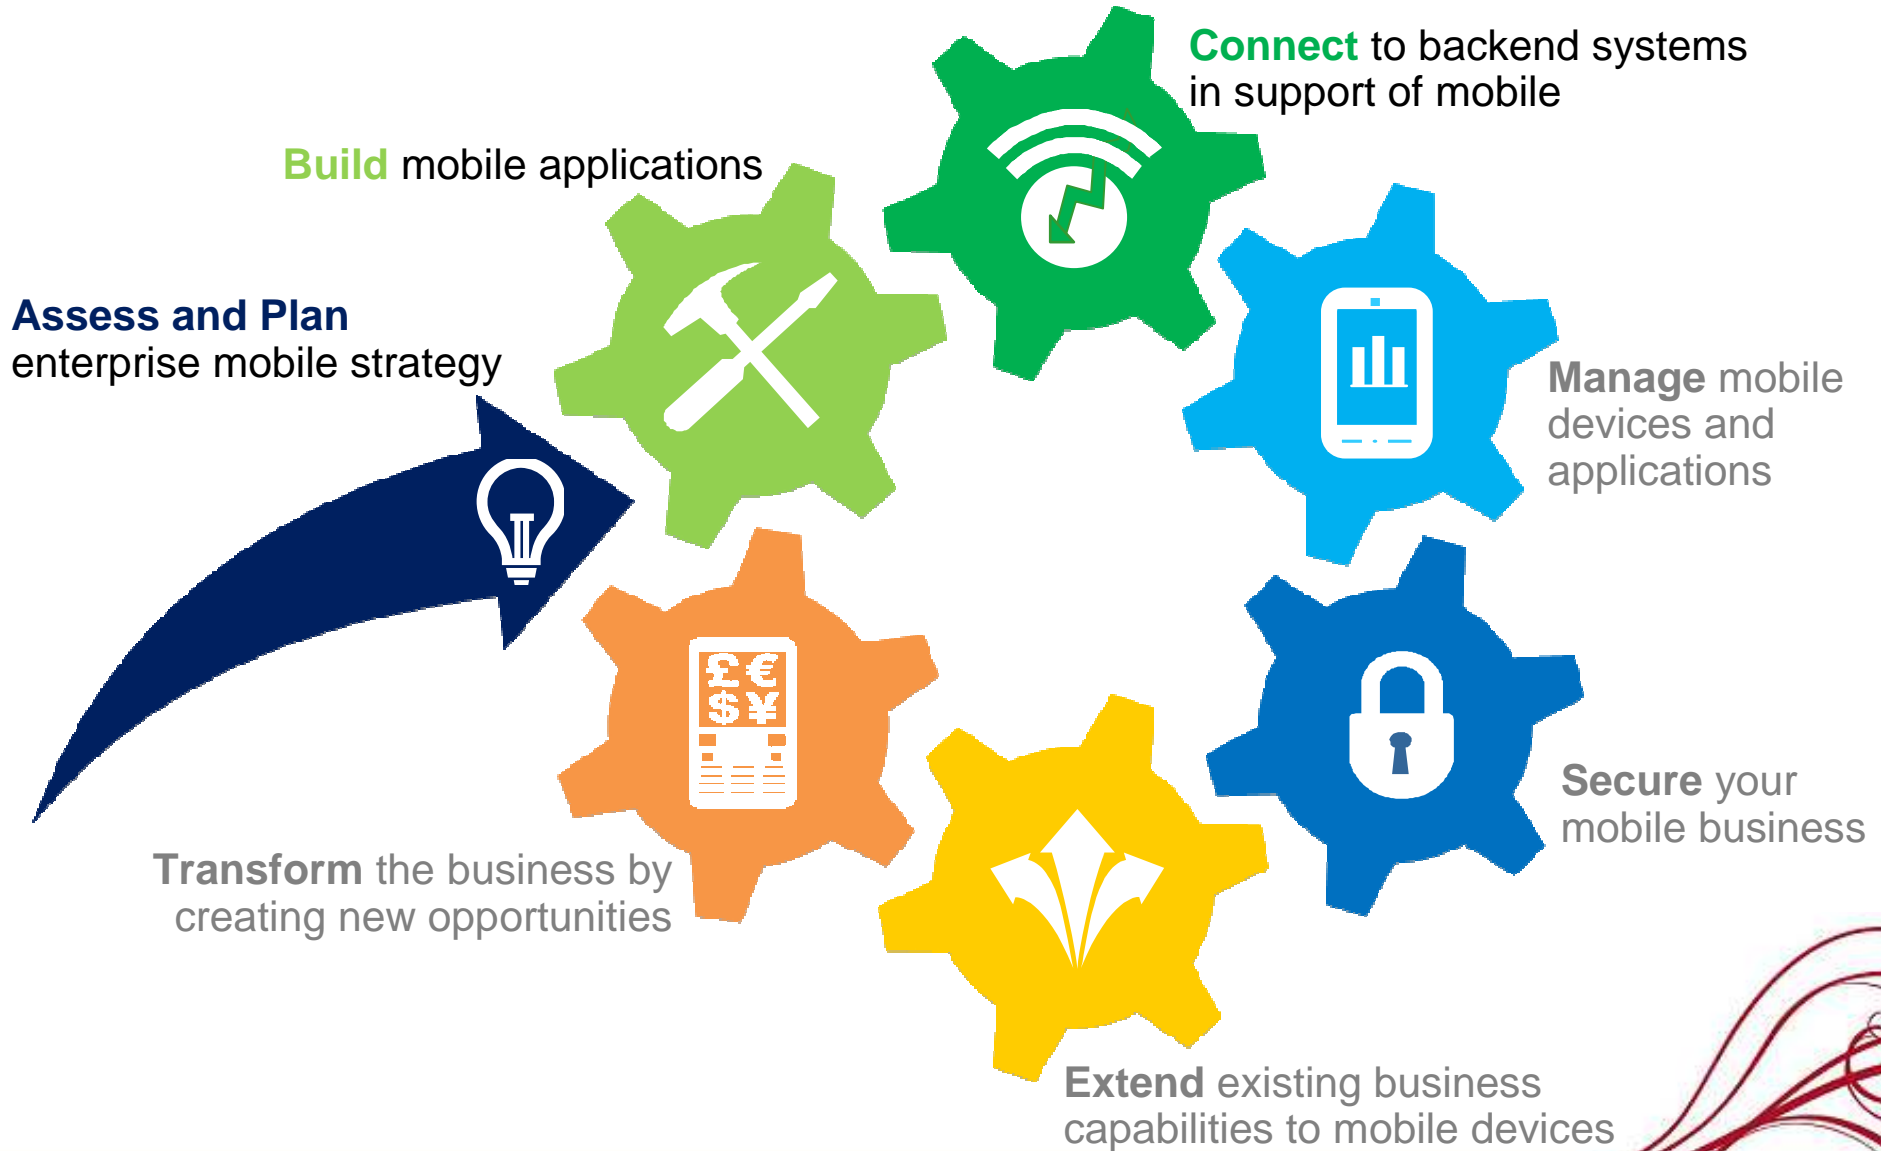 Connect to backend systems
in support of mobile
Build mobile applications
Assess and Plan
enterprise mobile strategy
Manage mobile
devices and
applications
£ €
$ ¥
Secure your
mobile business
Transform the business by
creating new opportunities
Extend existing business
capabilities to mobile devices